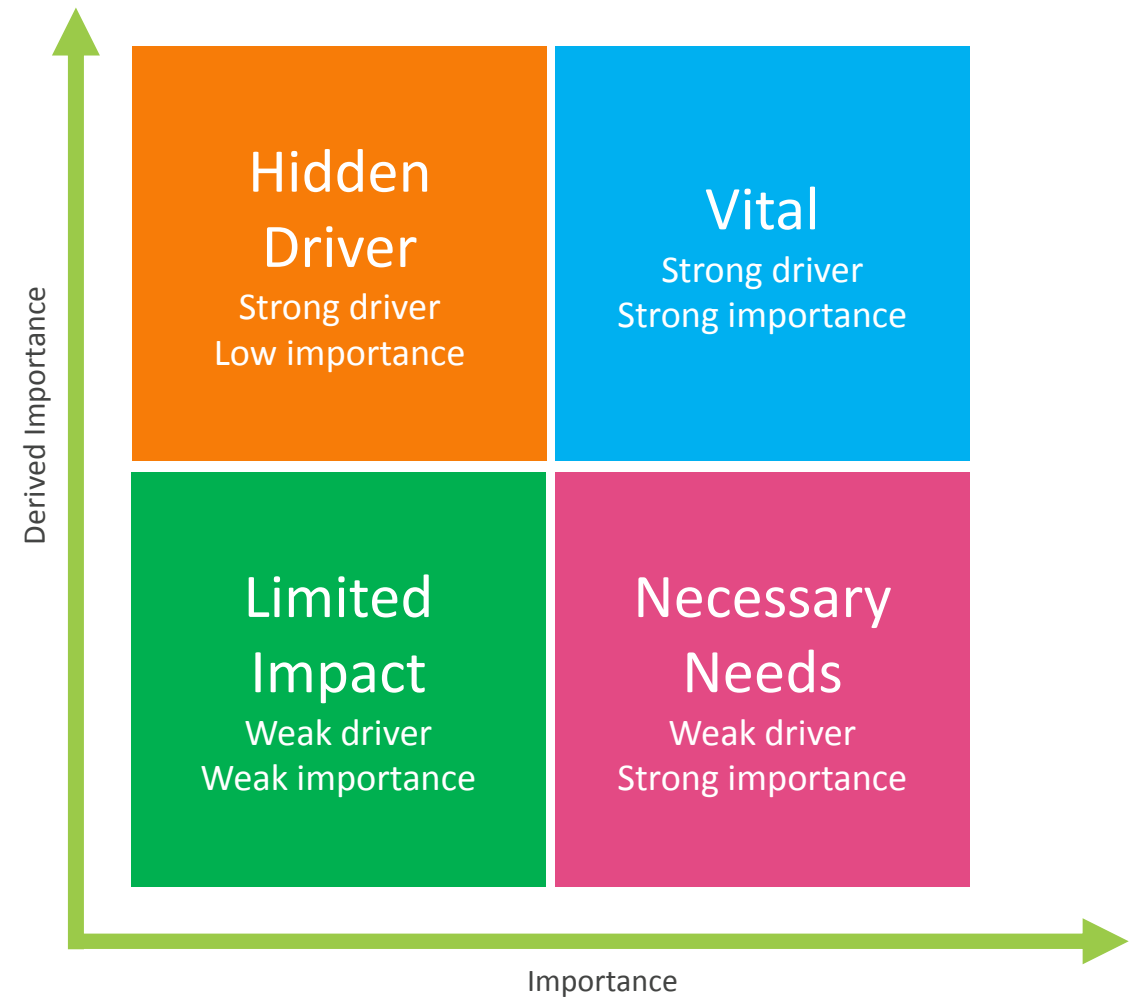 Derived Importance
Hidden
Driver
Strong driver
Low importance
Vital
Strong driver
Strong importance
Limited
Impact
Weak driver
Weak importance
Necessary
Needs
Weak driver
Strong importance
Importance